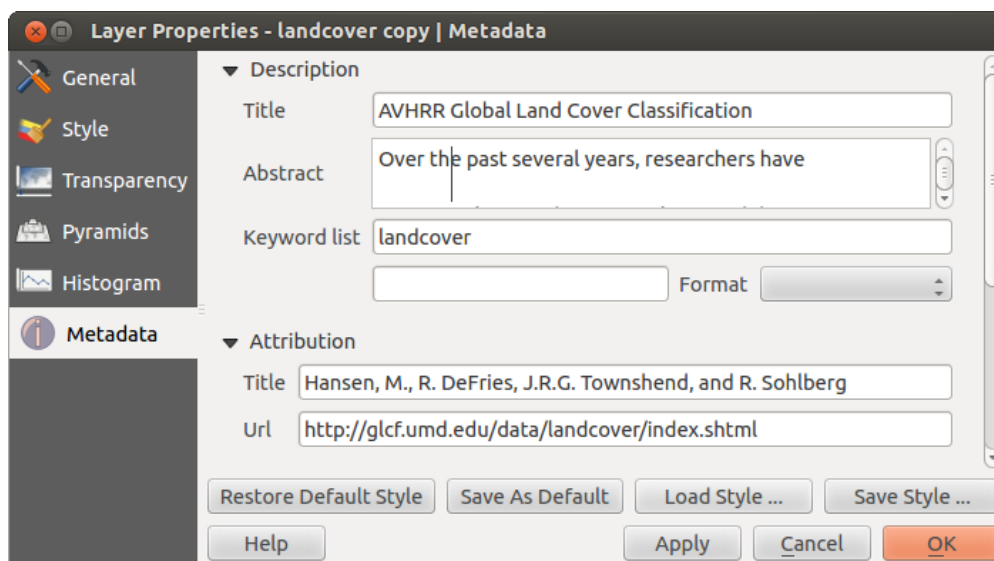 Layer Properties - landcover copy | Metadata
General
Style
Transparency
Pyramids
Histogram
Metadata
Description
Title AVHRR Global Land Cover Classification
Abstract Over the past several years, researchers have
Keyword list landcover
Format
Attribution
Title Hansen, M., R. DeFries, J.R.G. Townshend, and R. Sohlberg
Url http://glcf.umd.edu/data/landcover/index.shtml
Restore Default Style Save As Default Load Style ... Save Style ...
Help Apply Cancel OK